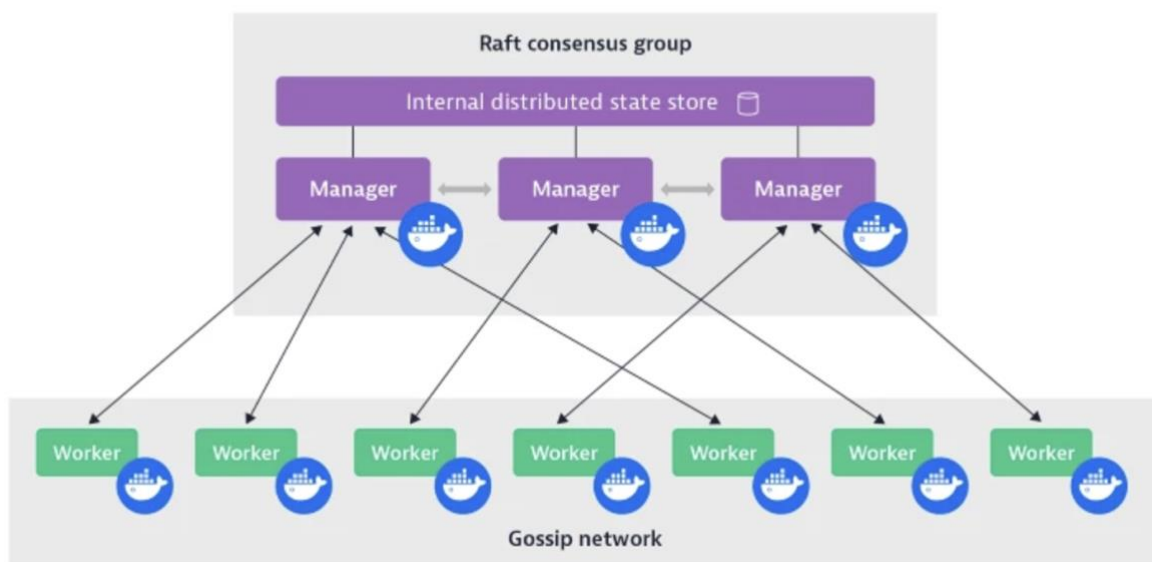 Raft consensus group
Internal distributed state store
Manager
Manager
Manager
Worker
Worker
Worker
Worker
Worker
Worker
Worker
Gossip network